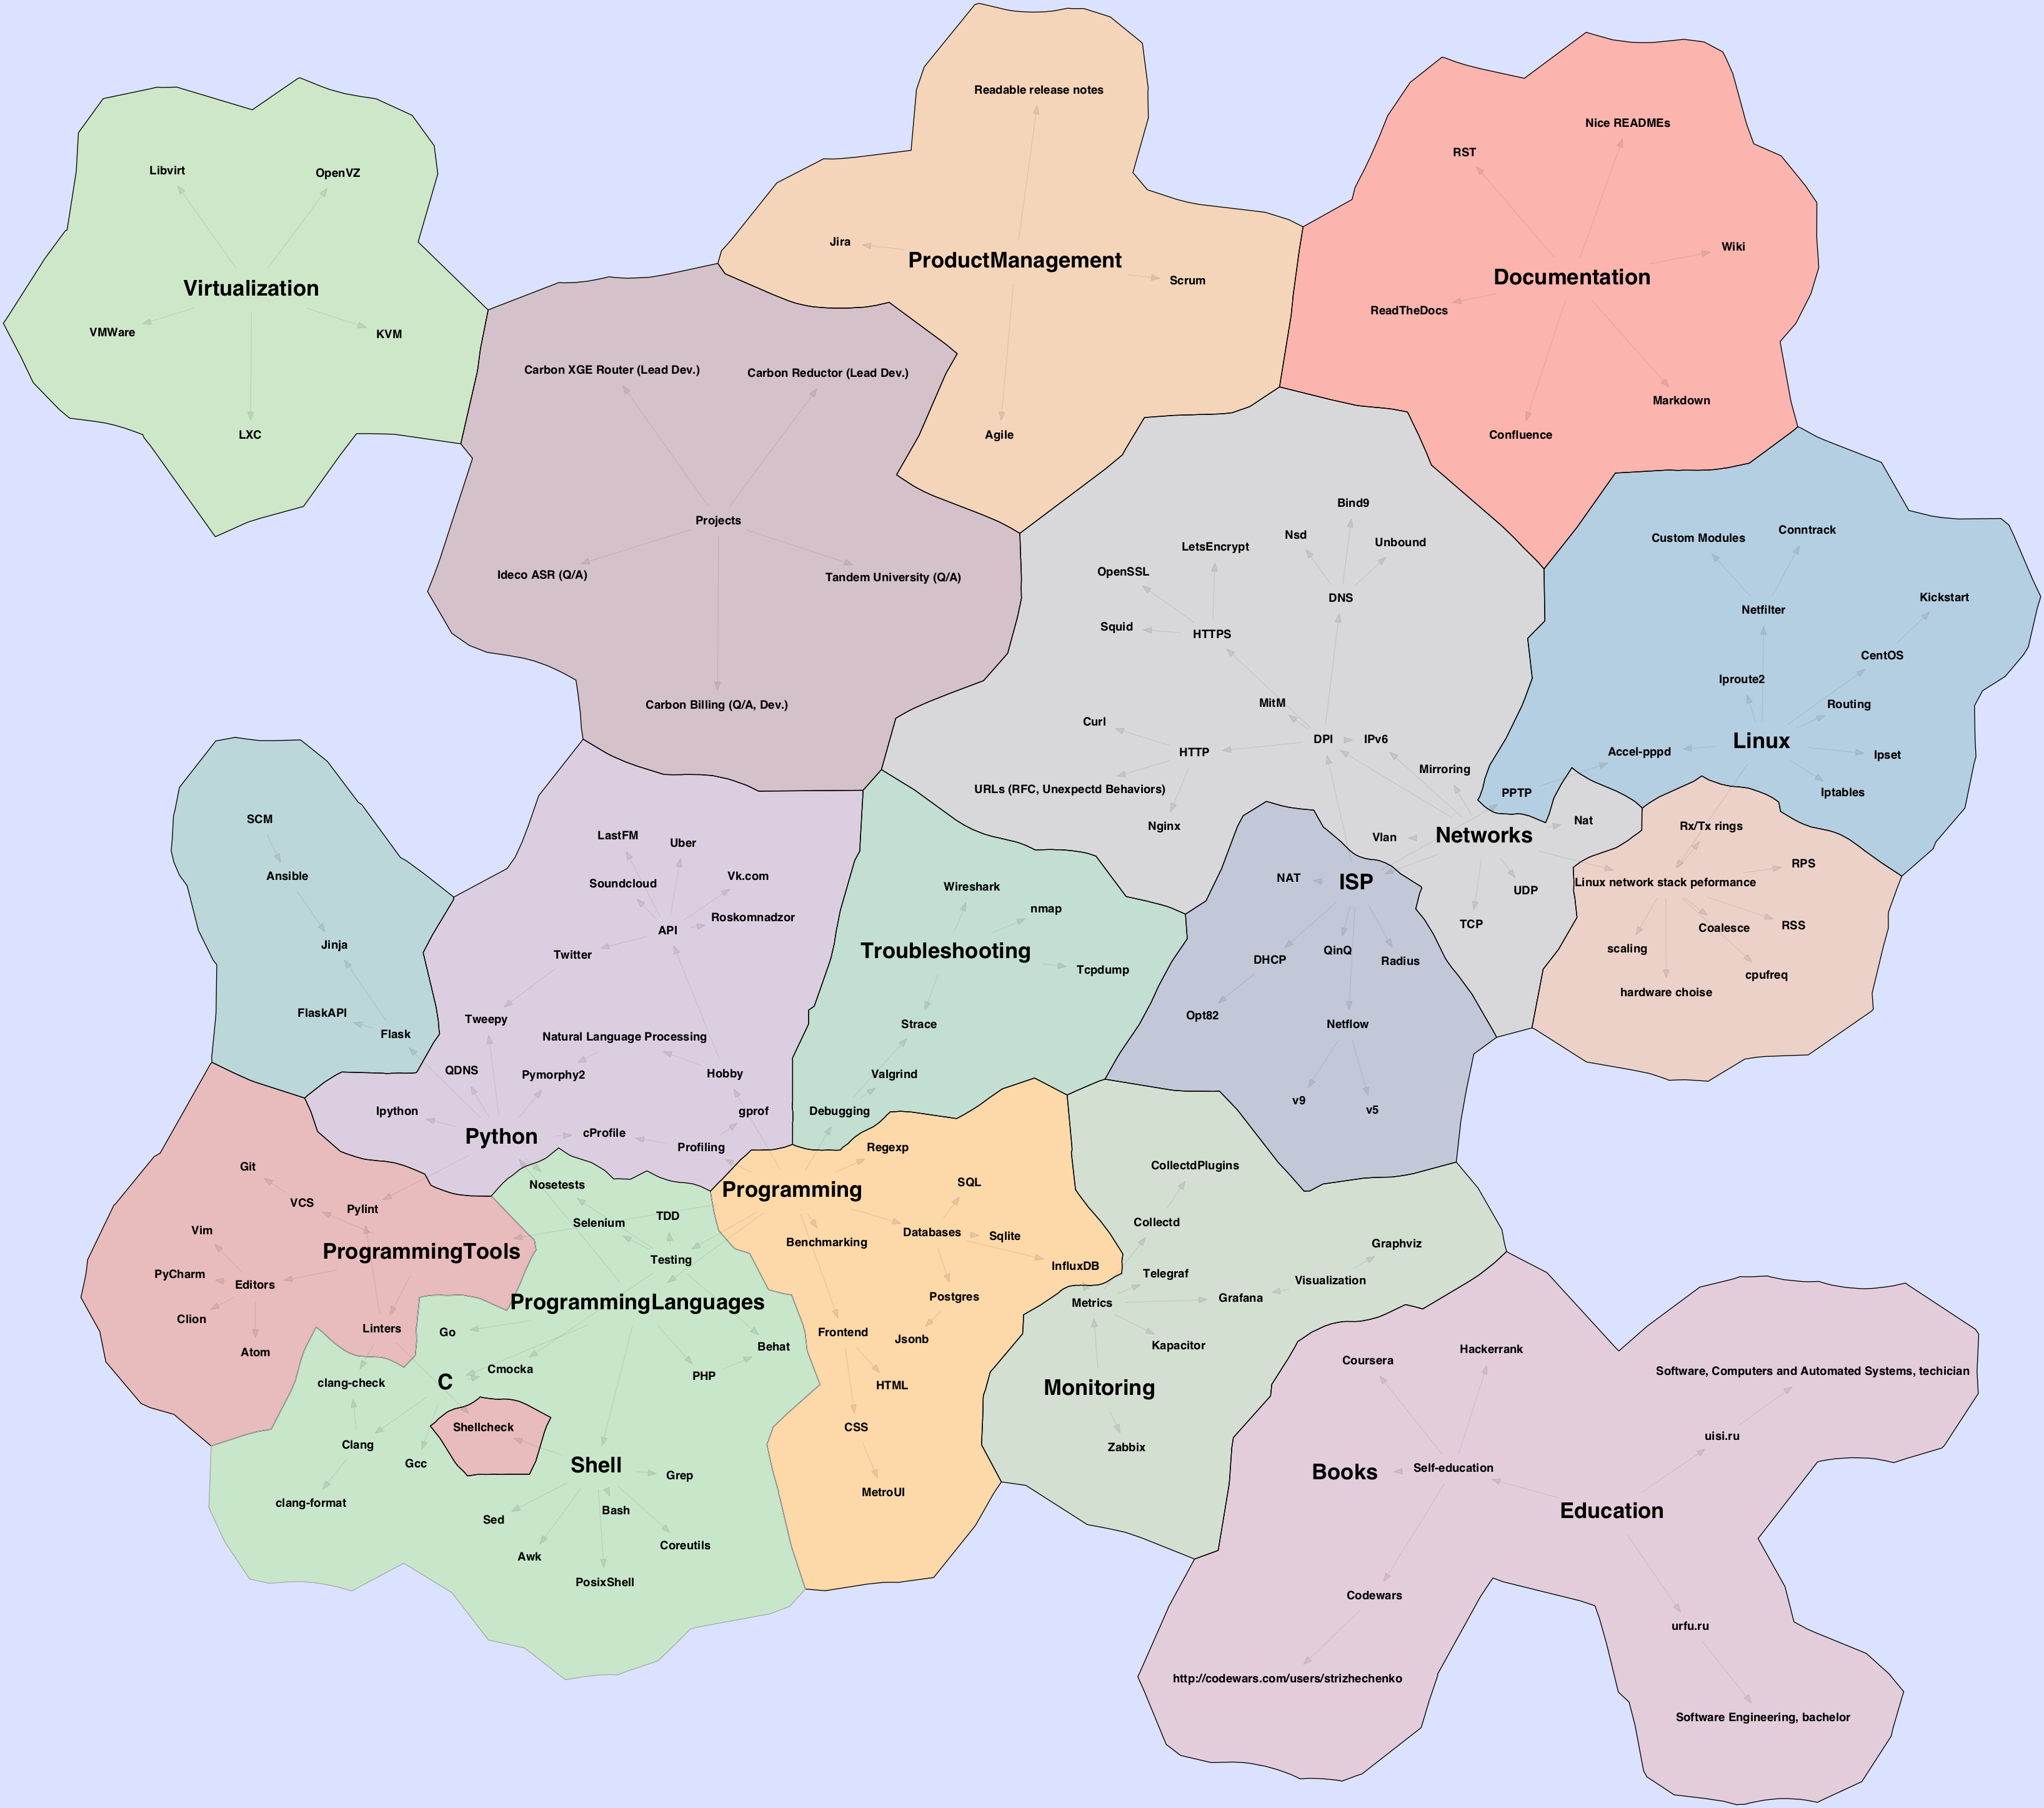 Readable release notes
Jira
ProductManagement
Scrum
Agile
Nice READMEs
RST
Wiki
Documentation
ReadTheDocs
Markdown
Confluence
Libvirt
OpenVZ
Virtualization
VMWare
KVM
LXC
Carbon XGE Router (Lead Dev.)
Carbon Reductor (Lead Dev.)
Projects
Ideco ASR (Q/A)
Tandem University (Q/A)
Carbon Billing (Q/A, Dev.)
Bind9
Nsd
Unbound
LetsEncrypt
OpenSSL
DNS
Squid
HTTPS
MitM
Curl
DPI
IPv6
HTTP
Mirroring
URLs (RFC, Unexpectd Behaviors)
PPTP
Nginx
Nat
Vlan
Networks
UDP
TCP
Conntrack
Custom Modules
Kickstart
Netfilter
CentOS
Iproute2
Routing
Linux
Accel-pppd
Ipset
Iptables
Rx/Tx rings
RPS
Linux network stack peformance
Coalesce
RSS
scaling
cpufreq
hardware choise
NAT
ISP
QinQ
DHCP
Radius
Opt82
Netflow
v9
v5
Wireshark
nmap
Troubleshooting
Tcpdump
Strace
Valgrind
Debugging
SCM
Ansible
Jinja
FlaskAPI
Flask
LastFM
Uber
Soundcloud
Vk.com
Roskomnadzor
API
Twitter
Tweepy
Natural Language Processing
QDNS
Pymorphy2
Hobby
Ipython
gprof
Python
cProfile
Profiling
Git
VCS
Pylint
Vim
ProgrammingTools
PyCharm
Editors
Clion
Linters
Atom
Nosetests
Selenium
TDD
Testing
ProgrammingLanguages
Go
Behat
Cmocka
PHP
clang-check
C
Shellcheck
Clang
Gcc
Shell
Grep
clang-format
Bash
Sed
Coreutils
Awk
PosixShell
Regexp
Programming
SQL
Databases
Sqlite
Benchmarking
InfluxDB
Postgres
Frontend
Jsonb
HTML
CSS
MetroUI
CollectdPlugins
Collectd
Graphviz
Telegraf
Visualization
Metrics
Grafana
Kapacitor
Monitoring
Zabbix
Hackerrank
Coursera
Software, Computers and Automated Systems, techician
uisi.ru
Books
Self-education
Education
Codewars
urfu.ru
http://codewars.com/users/strizhechenko
Software Engineering, bachelor